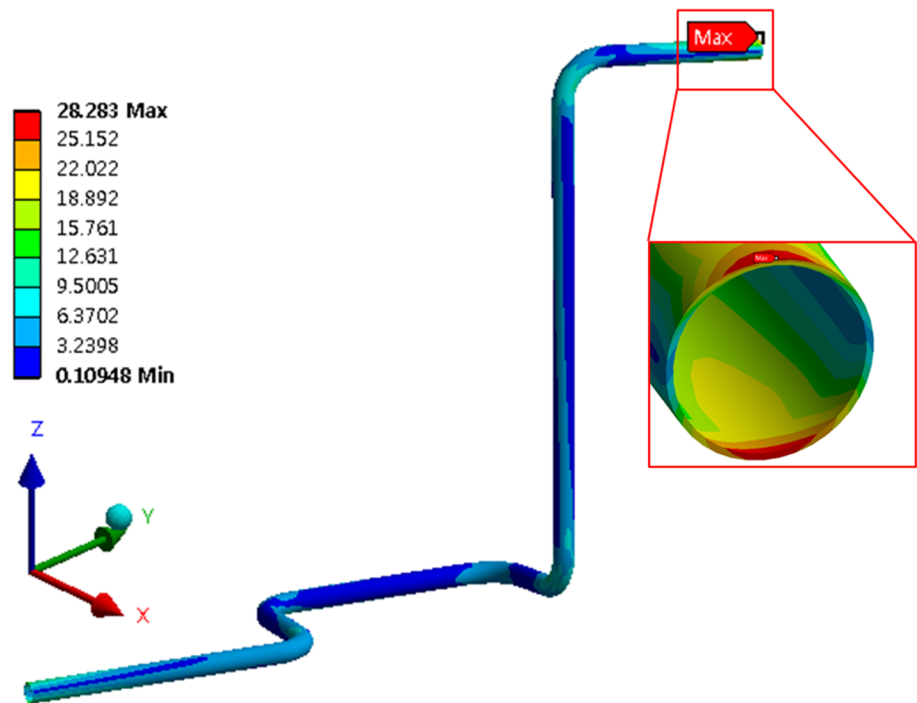 Max
28.283 Max
25.152
22.022
18.892
15.761
12.631
9.5005
6.3702
3.2398
0.10948 Min
Max
Z
Y
X